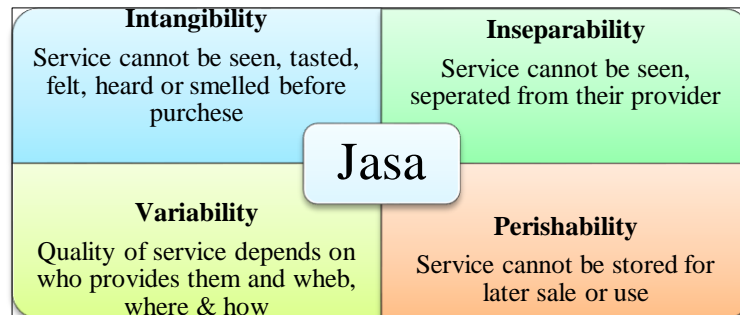 Intangibility
Service cannot be seen, tasted,
felt, heard or smelled before
purchese
Inseparability
Service cannot be seen,
seperated from their provider
Jasa
Variability
Quality of service depends on
who provides them and wheb,
where & how
Perishability
Service cannot be stored for
later sale or use